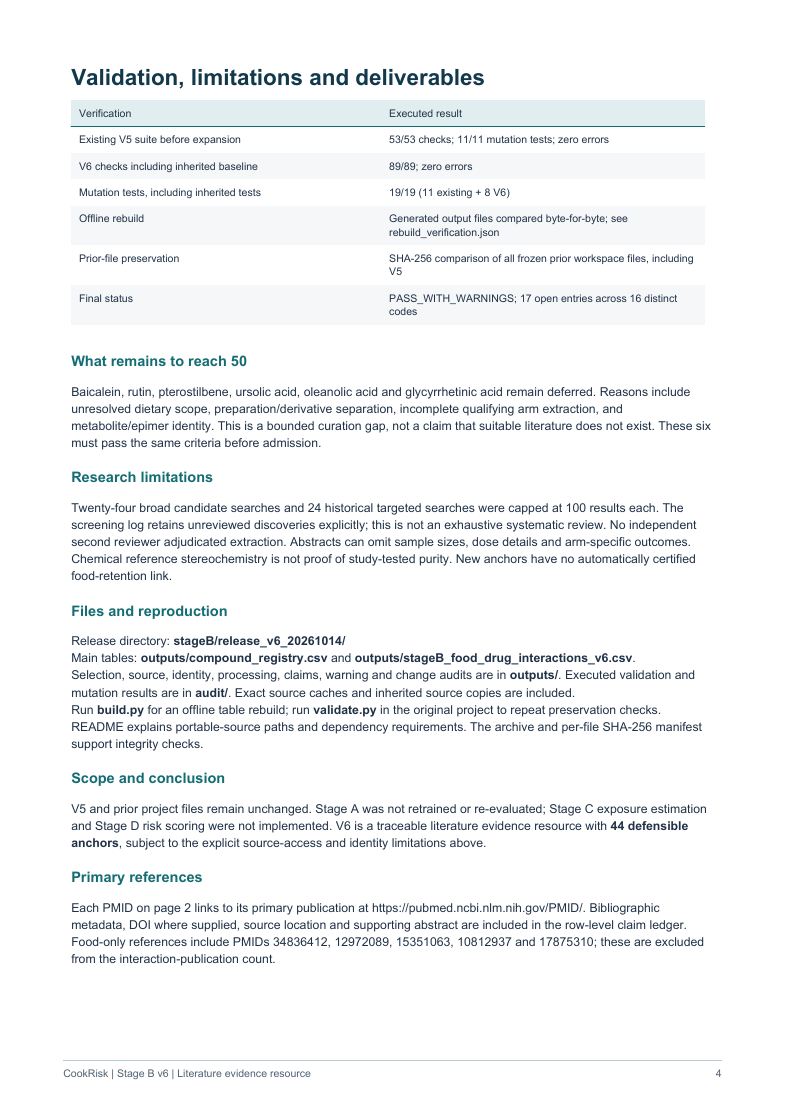 Validation, limitations and deliverables
Verification Executed result
Existing V5 suite before expansion 53/53 checks; 11/11 mutation tests; zero errors
V6 checks including inherited baseline 89/89; zero errors
Mutation tests, including inherited tests 19/19 (11 existing + 8 V6)
Offline rebuild Generated output files compared byte-for-byte; see
rebuild_verification.json
Prior-file preservation SHA-256 comparison of all frozen prior workspace files, including
V5
Final status PASS_WITH_WARNINGS; 17 open entries across 16 distinct
codes
What remains to reach 50
Baicalein, rutin, pterostilbene, ursolic acid, oleanolic acid and glycyrrhetinic acid remain deferred. Reasons include
unresolved dietary scope, preparation/derivative separation, incomplete qualifying arm extraction, and
metabolite/epimer identity. This is a bounded curation gap, not a claim that suitable literature does not exist. These six
must pass the same criteria before admission.
Research limitations
Twenty-four broad candidate searches and 24 historical targeted searches were capped at 100 results each. The
screening log retains unreviewed discoveries explicitly; this is not an exhaustive systematic review. No independent
second reviewer adjudicated extraction. Abstracts can omit sample sizes, dose details and arm-specific outcomes.
Chemical reference stereochemistry is not proof of study-tested purity. New anchors have no automatically certified
food-retention link.
Files and reproduction
Release directory: stageB/release_v6_20261014/
Main tables: outputs/compound_registry.csv and outputs/stageB_food_drug_interactions_v6.csv.
Selection, source, identity, processing, claims, warning and change audits are in outputs/. Executed validation and
mutation results are in audit/. Exact source caches and inherited source copies are included.
Run build.py for an offline table rebuild; run validate.py in the original project to repeat preservation checks.
README explains portable-source paths and dependency requirements. The archive and per-file SHA-256 manifest
support integrity checks.
Scope and conclusion
V5 and prior project files remain unchanged. Stage A was not retrained or re-evaluated; Stage C exposure estimation
and Stage D risk scoring were not implemented. V6 is a traceable literature evidence resource with 44 defensible
anchors, subject to the explicit source-access and identity limitations above.
Primary references
Each PMID on page 2 links to its primary publication at https://pubmed.ncbi.nlm.nih.gov/PMID/. Bibliographic
metadata, DOI where supplied, source location and supporting abstract are included in the row-level claim ledger.
Food-only references include PMIDs 34836412, 12972089, 15351063, 10812937 and 17875310; these are excluded
from the interaction-publication count.
CookRisk | Stage B v6 | Literature evidence resource 4